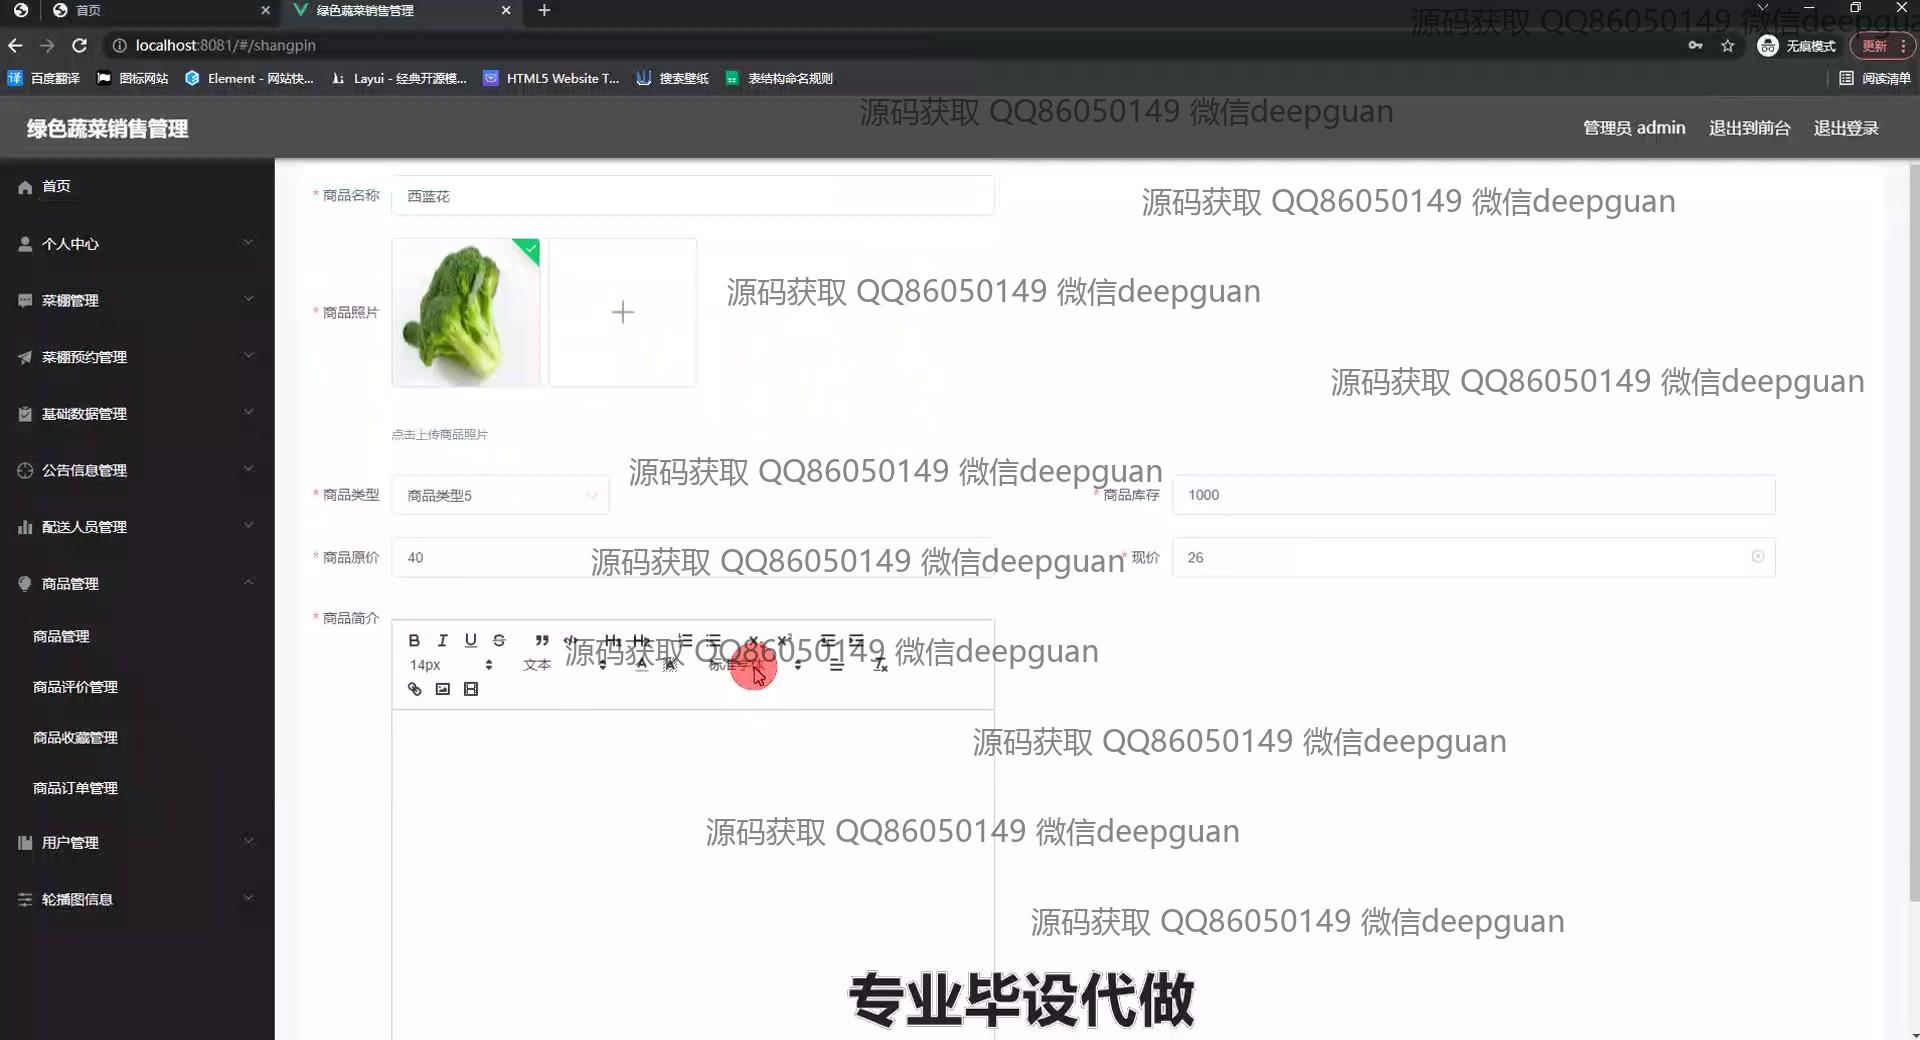 首页
绿色蔬菜销售管理
源码获取 QQ86050149 微信deepgua
localhost:8081/#/shangpin
无痕模式
更新
百度翻译
图标网站
Element - 网站快...
Layui - 经典开源模...
HTML5 Website T...
搜索壁纸
表结构命名规则
阅读清单
源码获取 QQ86050149 微信deepguan
绿色蔬菜销售管理
管理员 admin
退出到前台
退出登录
首页
个人中心
菜棚管理
菜棚预约管理
基础数据管理
公告信息管理
配送人员管理
商品管理
商品管理
商品评价管理
商品收藏管理
商品订单管理
用户管理
轮播图信息
* 商品名称
西蓝花
源码获取 QQ86050149 微信deepguan
源码获取 QQ86050149 微信deepguan
* 商品照片
源码获取 QQ86050149 微信deepguan
点击上传商品照片
源码获取 QQ86050149 微信deepguan
* 商品类型
商品类型5
* 商品库存
1000
* 商品原价
40
源码获取 QQ86050149 微信deepguan
* 现价
26
* 商品简介
B I U S
H1 H2
源码获取 QQ86050149 微信deepguan
14px
文本
标准字体
源码获取 QQ86050149 微信deepguan
源码获取 QQ86050149 微信deepguan
源码获取 QQ86050149 微信deepguan
专业毕设代做